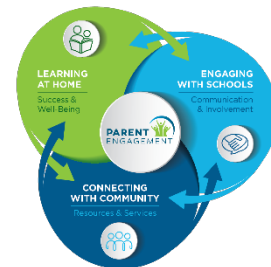 LEARNING
AT HOME
Success &
Well-Being
ENGAGING
WITH SCHOOLS
Communication
& Involvement
PARENT
ENGAGEMENT
CONNECTING
WITH COMMUNITY
Resources & Services